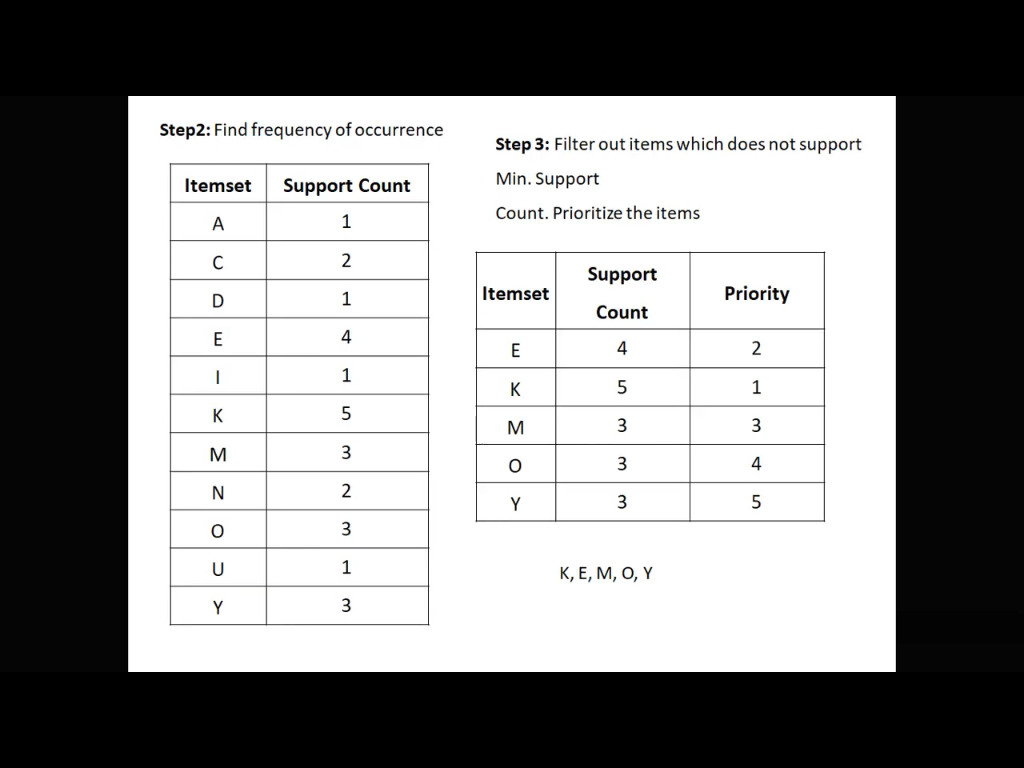 Step2: Find frequency of occurrence
Itemset Support Count
A 1
C 2
D 1
E 4
I 1
K 5
M 3
N 2
O 3
U 1
Y 3
Step 3: Filter out items which does not support
Min. Support
Count. Prioritize the items
Itemset Support Count Priority
E 4 2
K 5 1
M 3 3
O 3 4
Y 3 5
K, E, M, O, Y